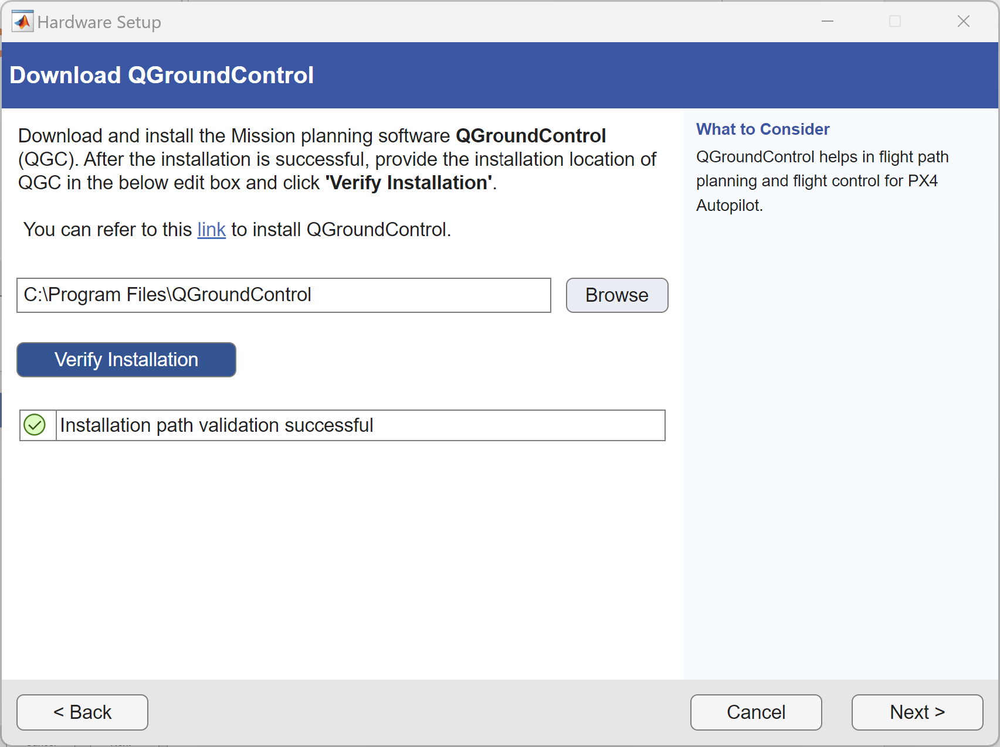 Hardware Setup
Download QGroundControl
Download and install the Mission planning software QGroundControl
(QGC). After the installation is successful, provide the installation location of
QGC in the below edit box and click 'Verify Installation'.
You can refer to this link to install QGroundControl.
C:\Program Files\QGroundControl
Browse
Verify Installation
Installation path validation successful
What to Consider
QGroundControl helps in flight path
planning and flight control for PX4
Autopilot.
< Back
Cancel
Next >